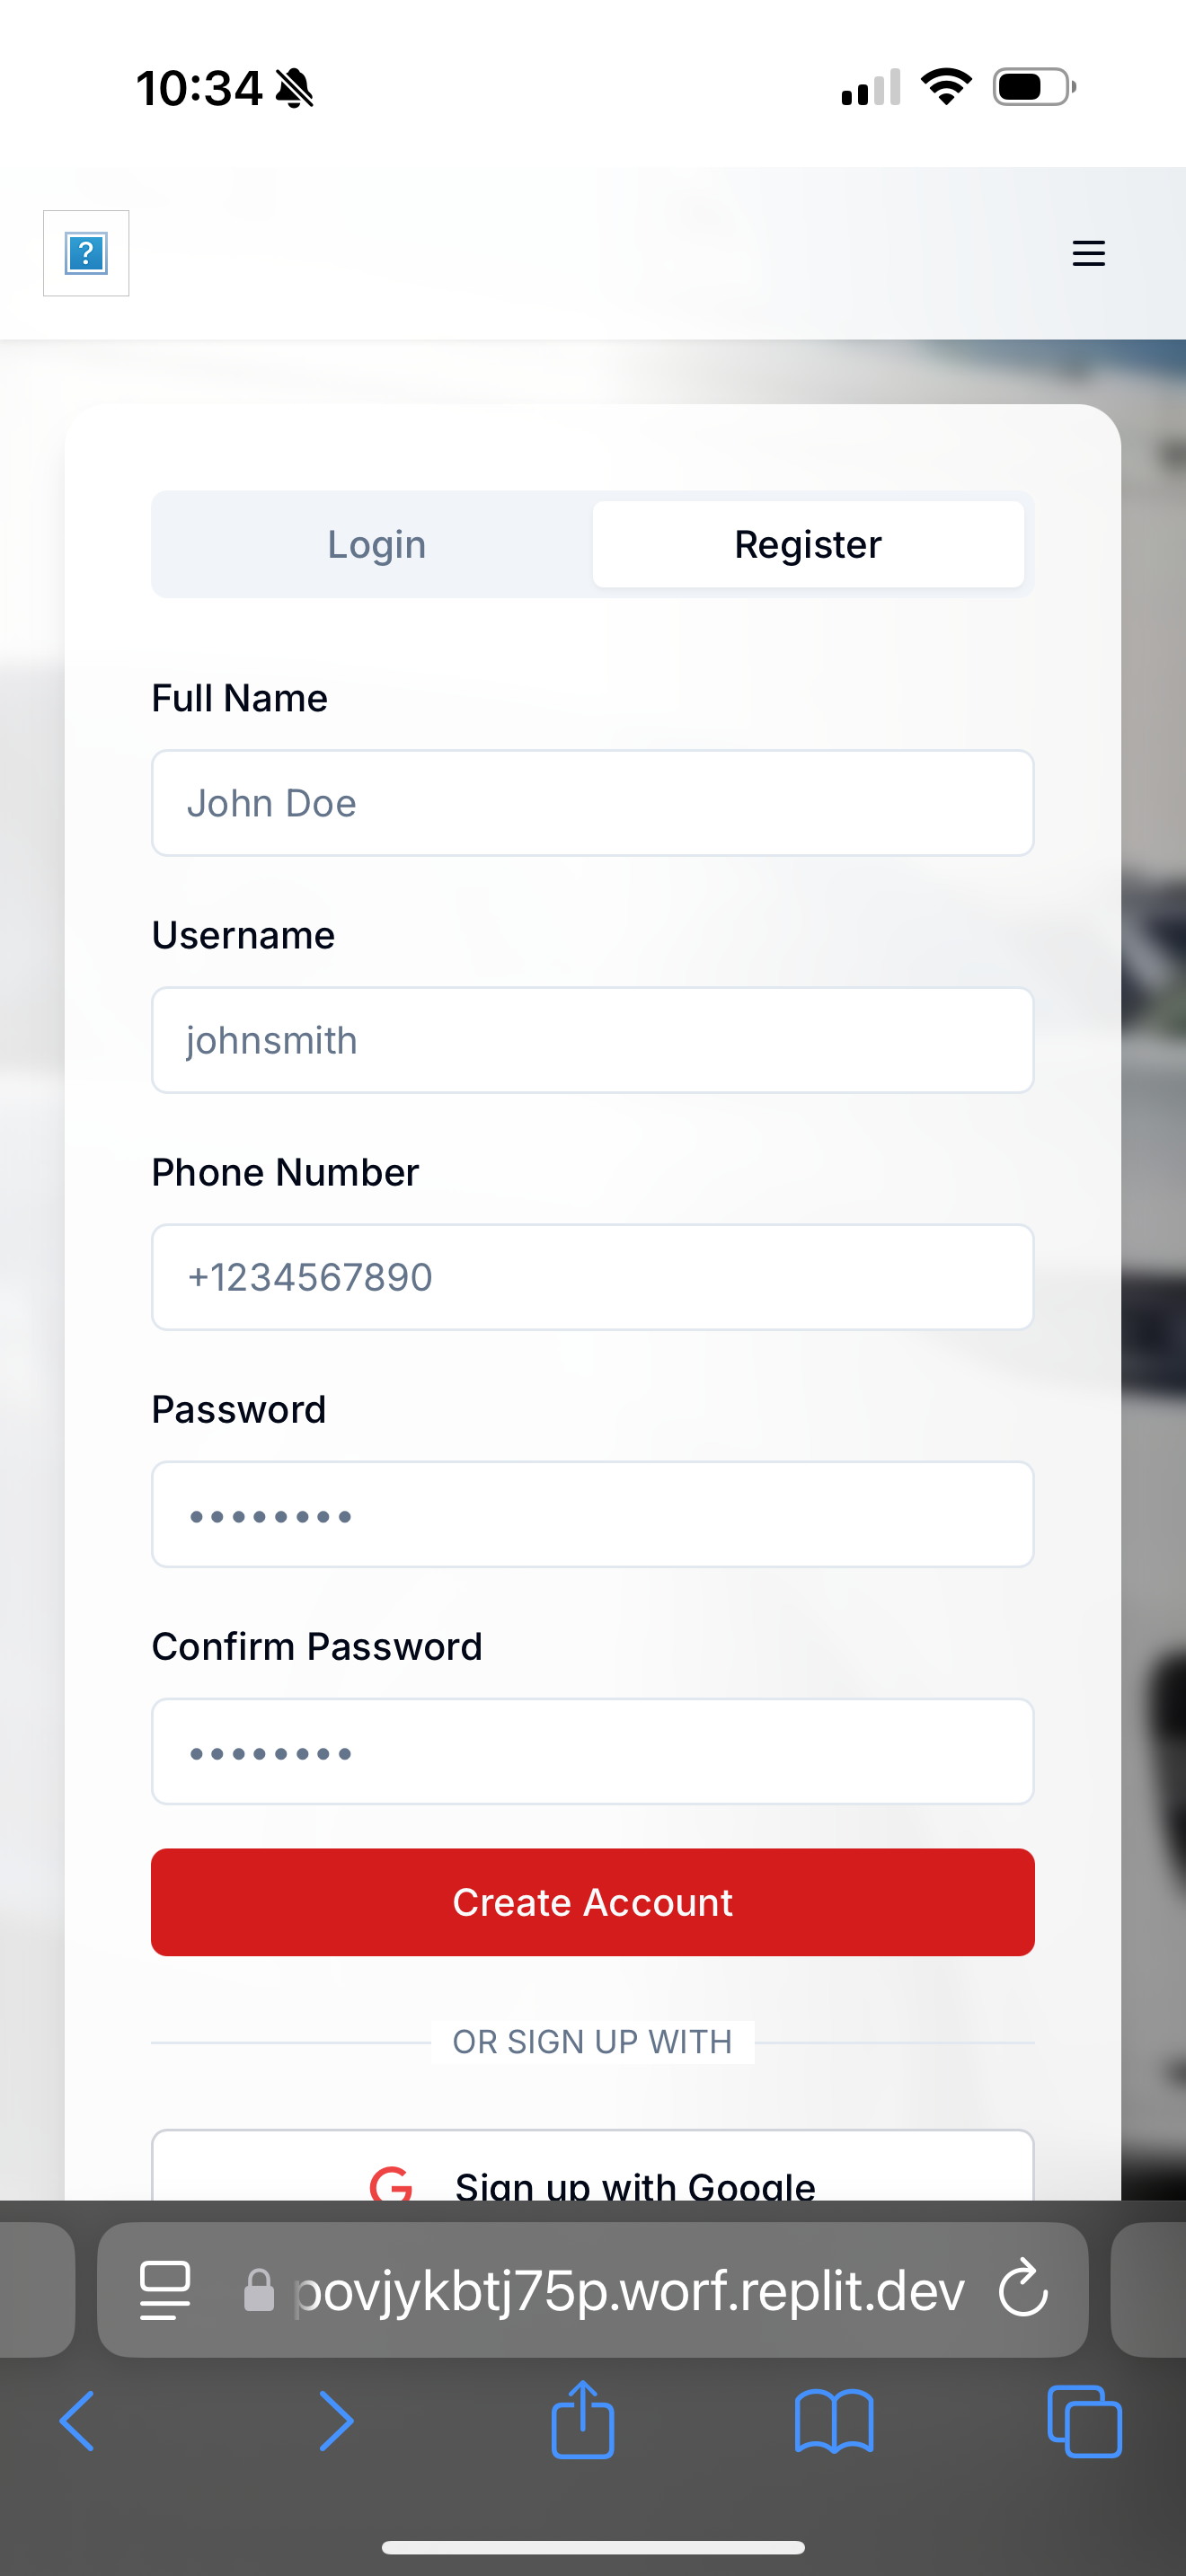 10:34
?
Login
Register
Full Name
John Doe
Username
johnsmith
Phone Number
+1234567890
Password
••••••••
Confirm Password
••••••••
Create Account
OR SIGN UP WITH
G Sign up with Google
povjykbtj75p.worf.replit.dev